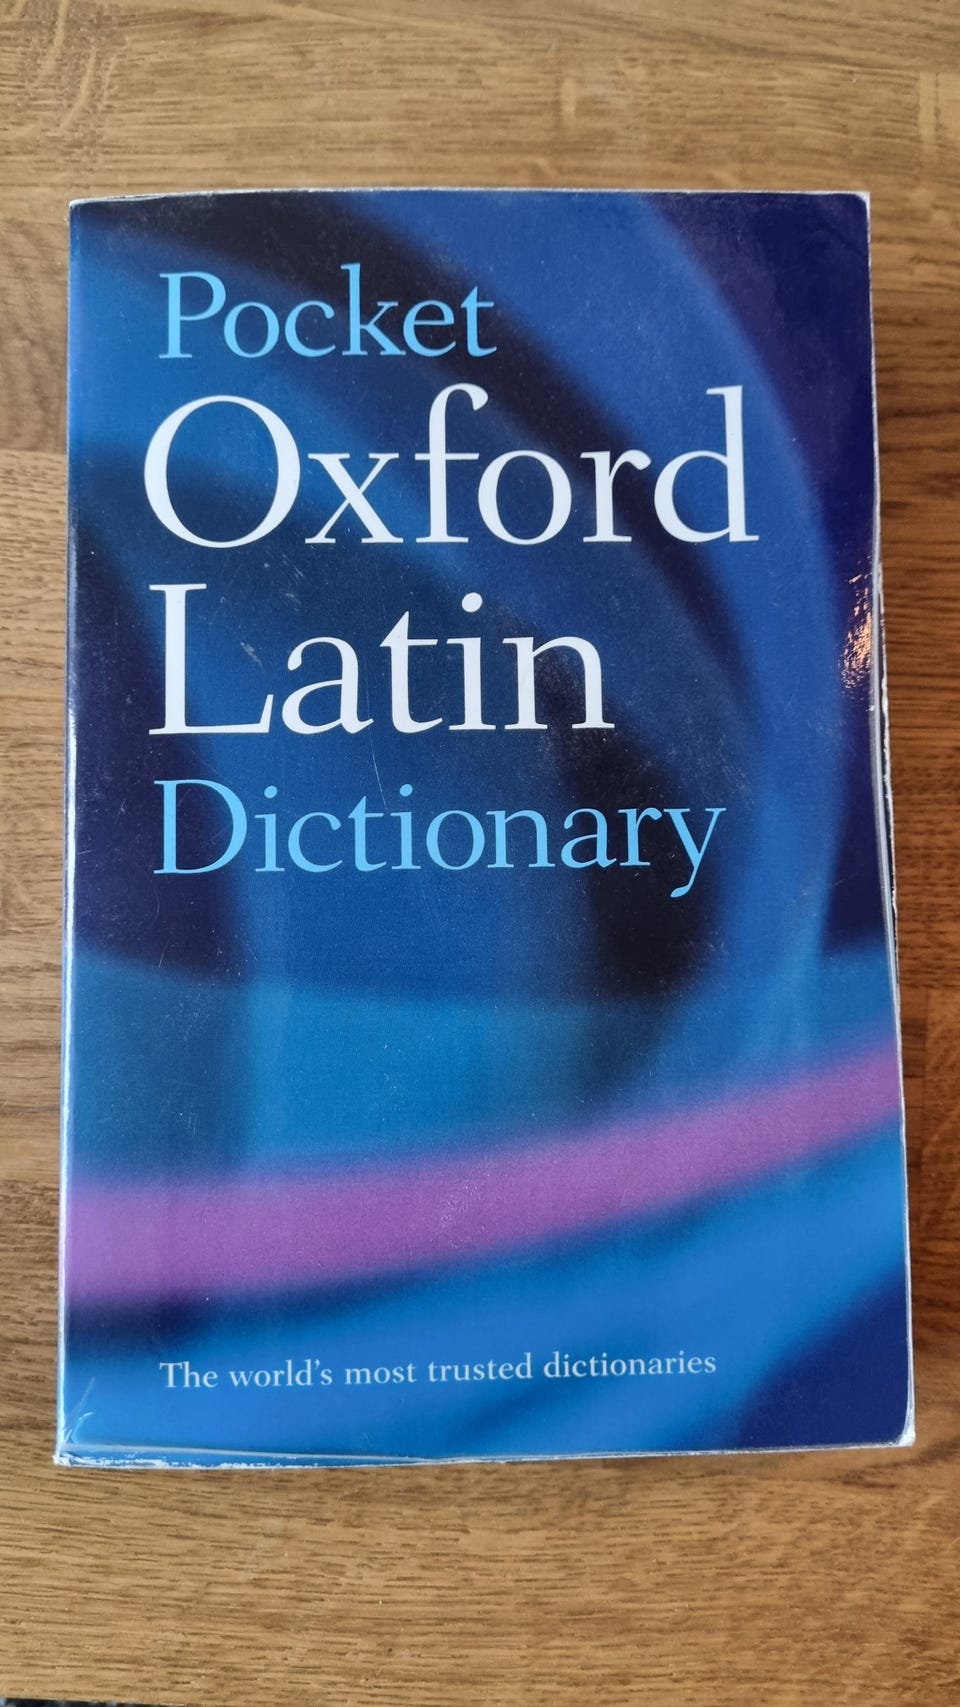 Pocket
Oxford
Latin
Dictionary
The world's most trusted dictionaries